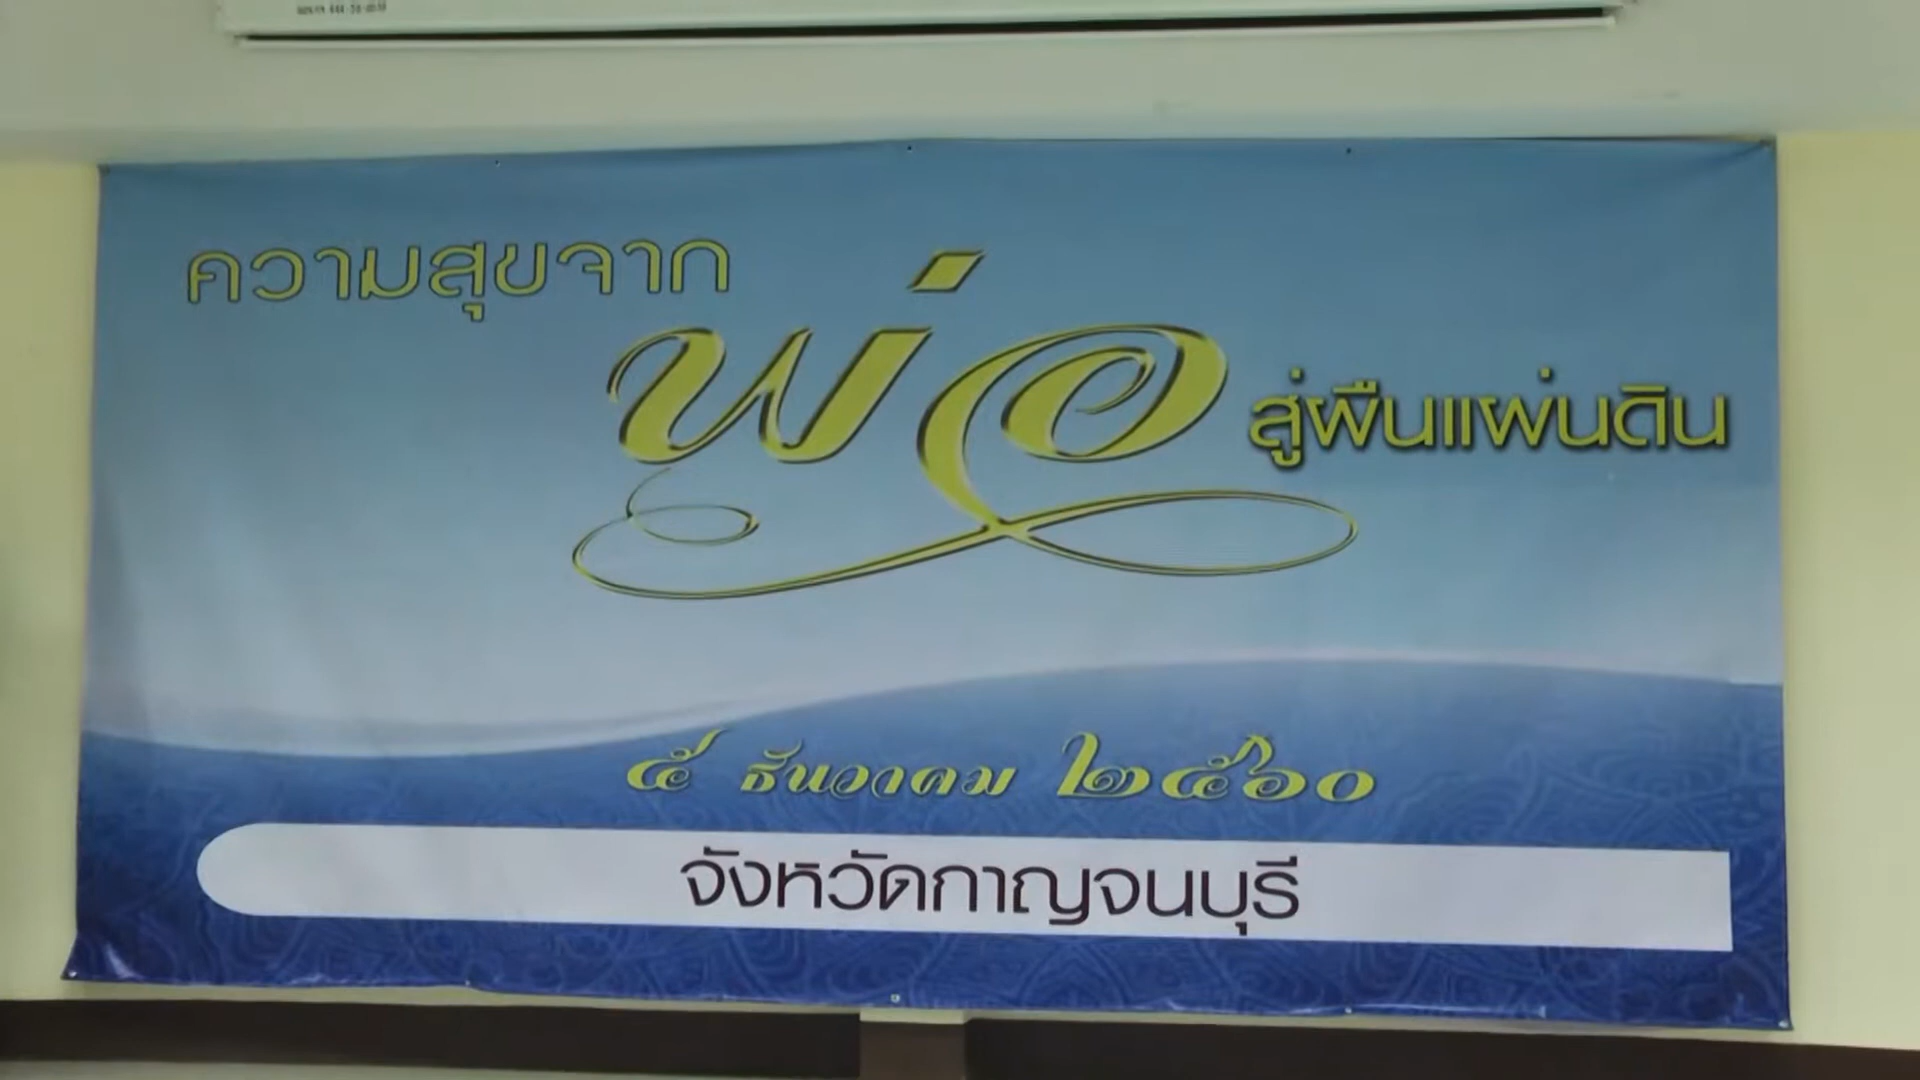 ความสุขจาก
พ่อ
สู่ผืนแผ่นดิน
๕ ธันวาคม ๒๕๖๐
จังหวัดกาญจนบุรี